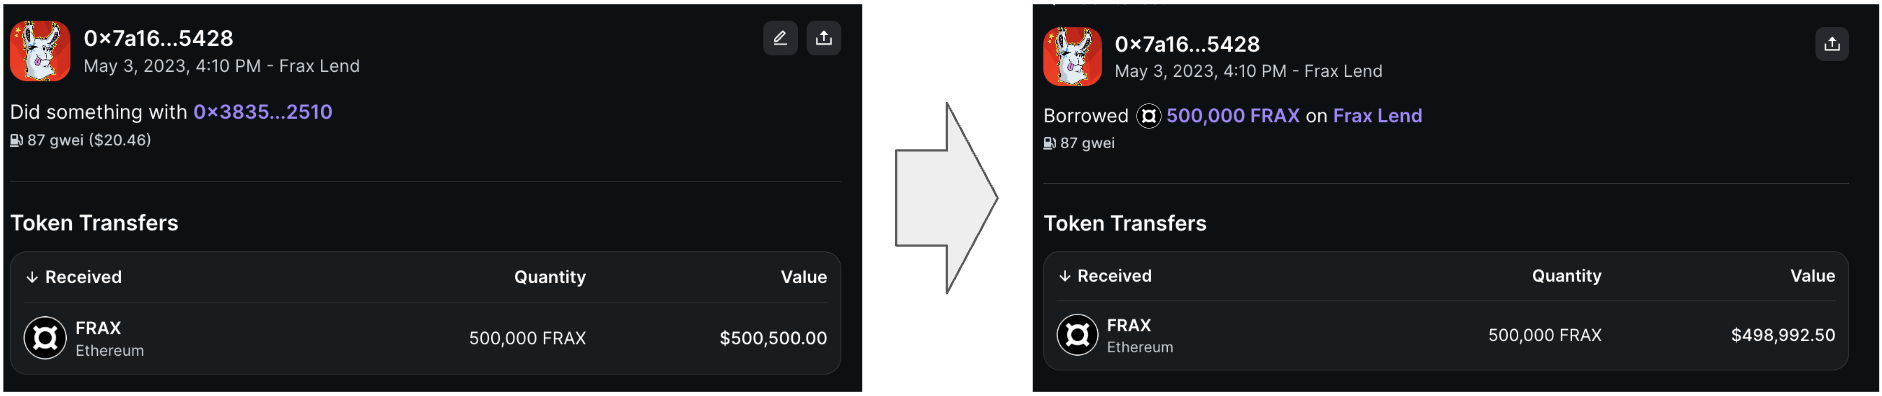 0×7a16...5428
May 3, 2023, 4:10 PM - Frax Lend
Did something with 0×3835...2510
87 gwei ($20.46)
Token Transfers
↓ Received Quantity Value
FRAX
Ethereum
500,000 FRAX $500,500.00
0×7a16...5428
May 3, 2023, 4:10 PM - Frax Lend
Borrowed 500,000 FRAX on Frax Lend
87 gwei
Token Transfers
↓ Received Quantity Value
FRAX
Ethereum
500,000 FRAX $498,992.50